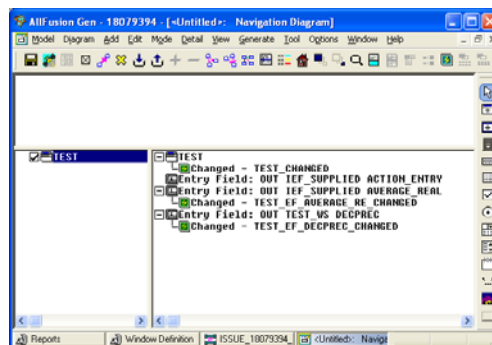 AllFusion Gen - 18079394 - [<Untitled>: Navigation Diagram]
Model Diagram Add Edit Mode Detail View Generate Tool Options Window Help
TEST
TEST
Changed - TEST_CHANGED
Entry Field: OUT IEF_SUPPLIED ACTION_ENTRY
Entry Field: OUT IEF_SUPPLIED AVERAGE_REAL
Changed - TEST_EF_AVERAGE_RE_CHANGED
Entry Field: OUT TEST_WS DECPREC
Changed - TEST_EF_DECPREC_CHANGED
Reports Window Definition ISSUE_18079394_ <Untitled>: Naviga